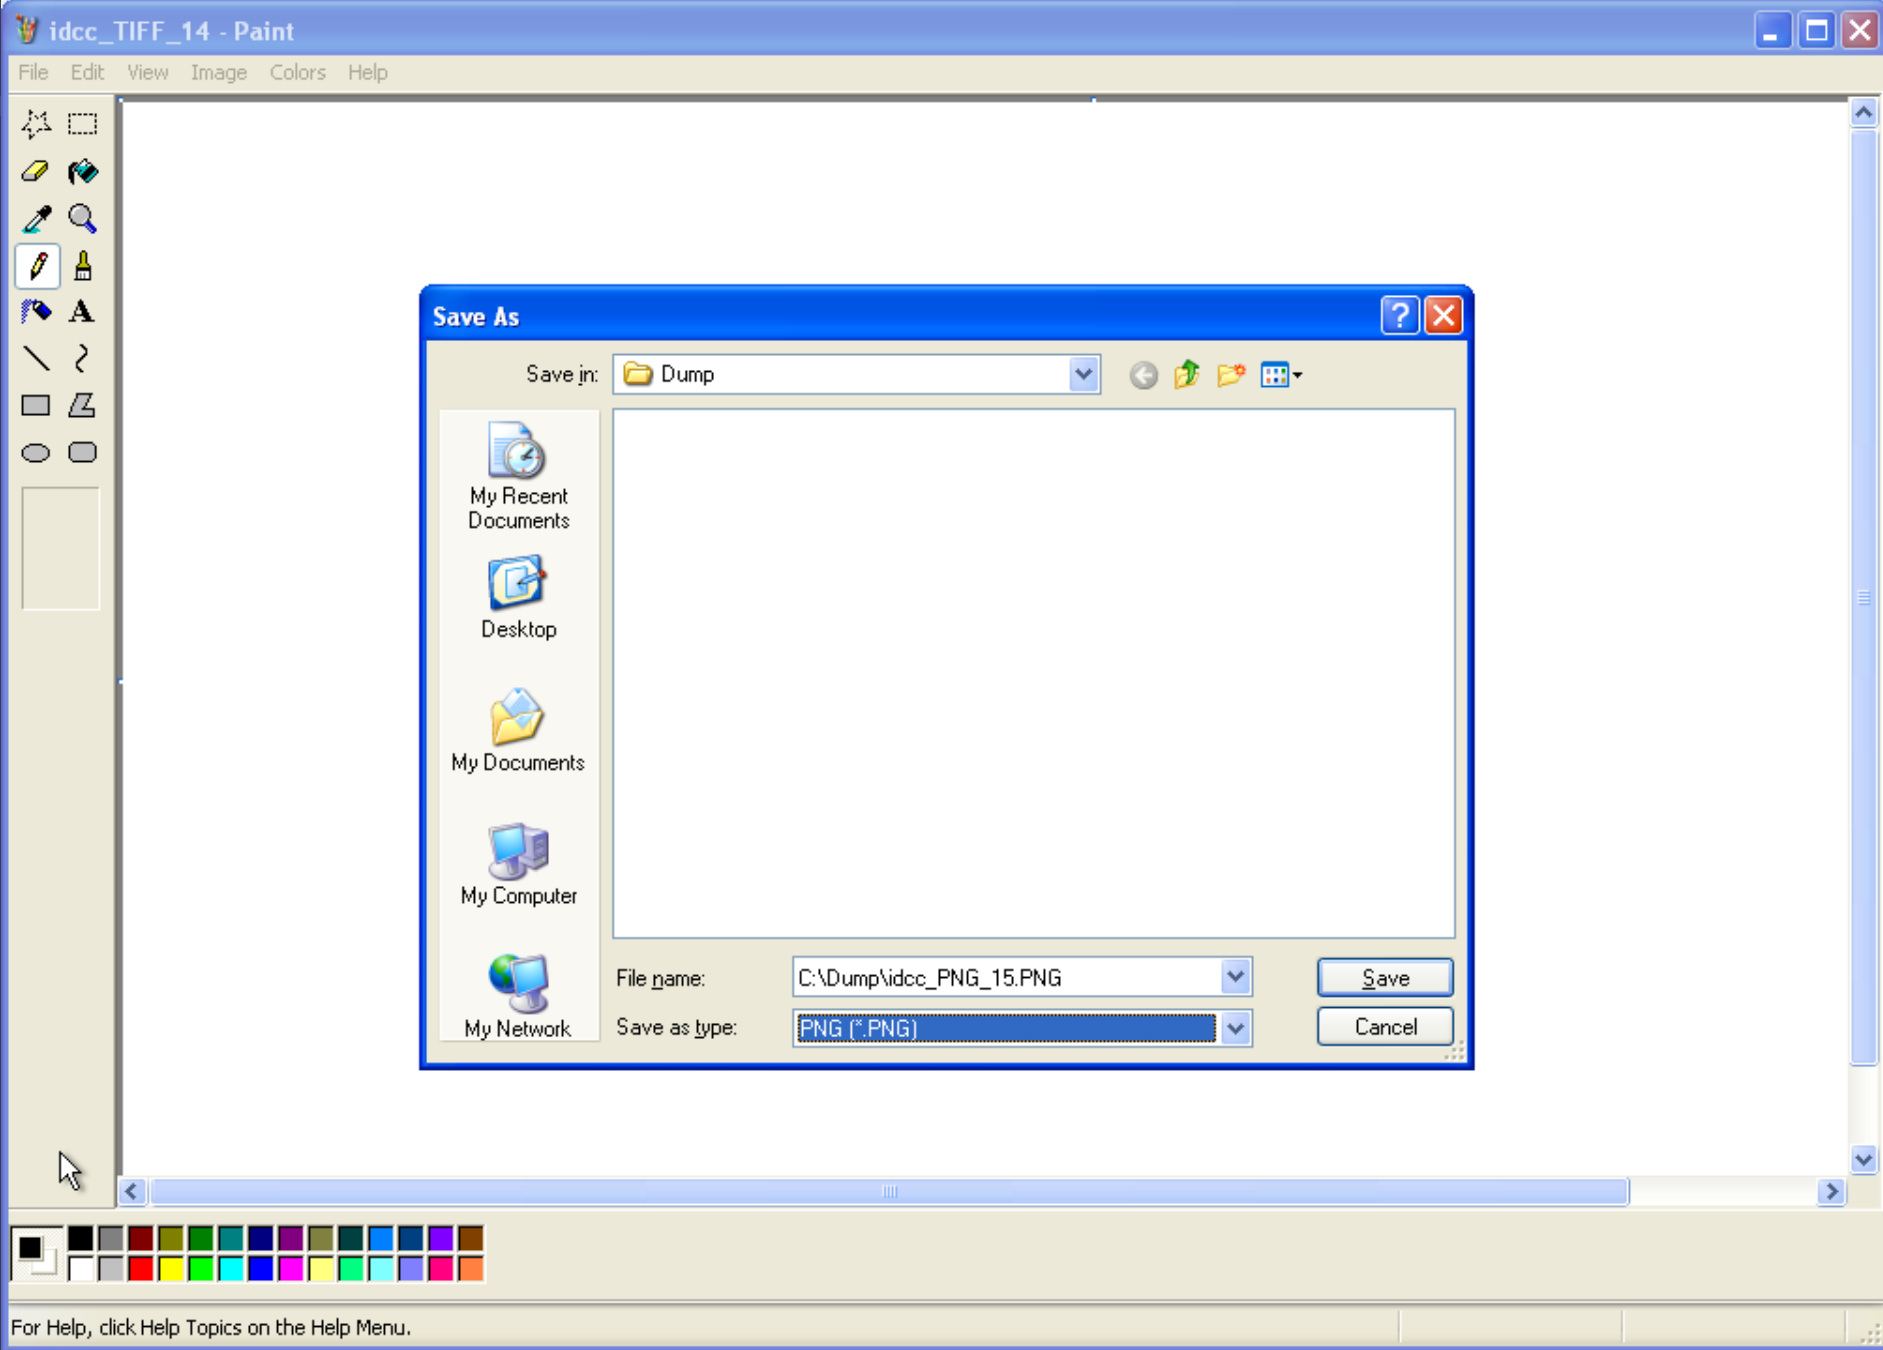 idcc_TIFF_14 - Paint
File Edit View Image Colors Help
A
Save As
Save in: Dump
My Recent
Documents
Desktop
My Documents
My Computer
My Network
File name: C:\Dump\idcc_PNG_15.PNG Save
Save as type: PNG (*.PNG) Cancel
For Help, click Help Topics on the Help Menu.